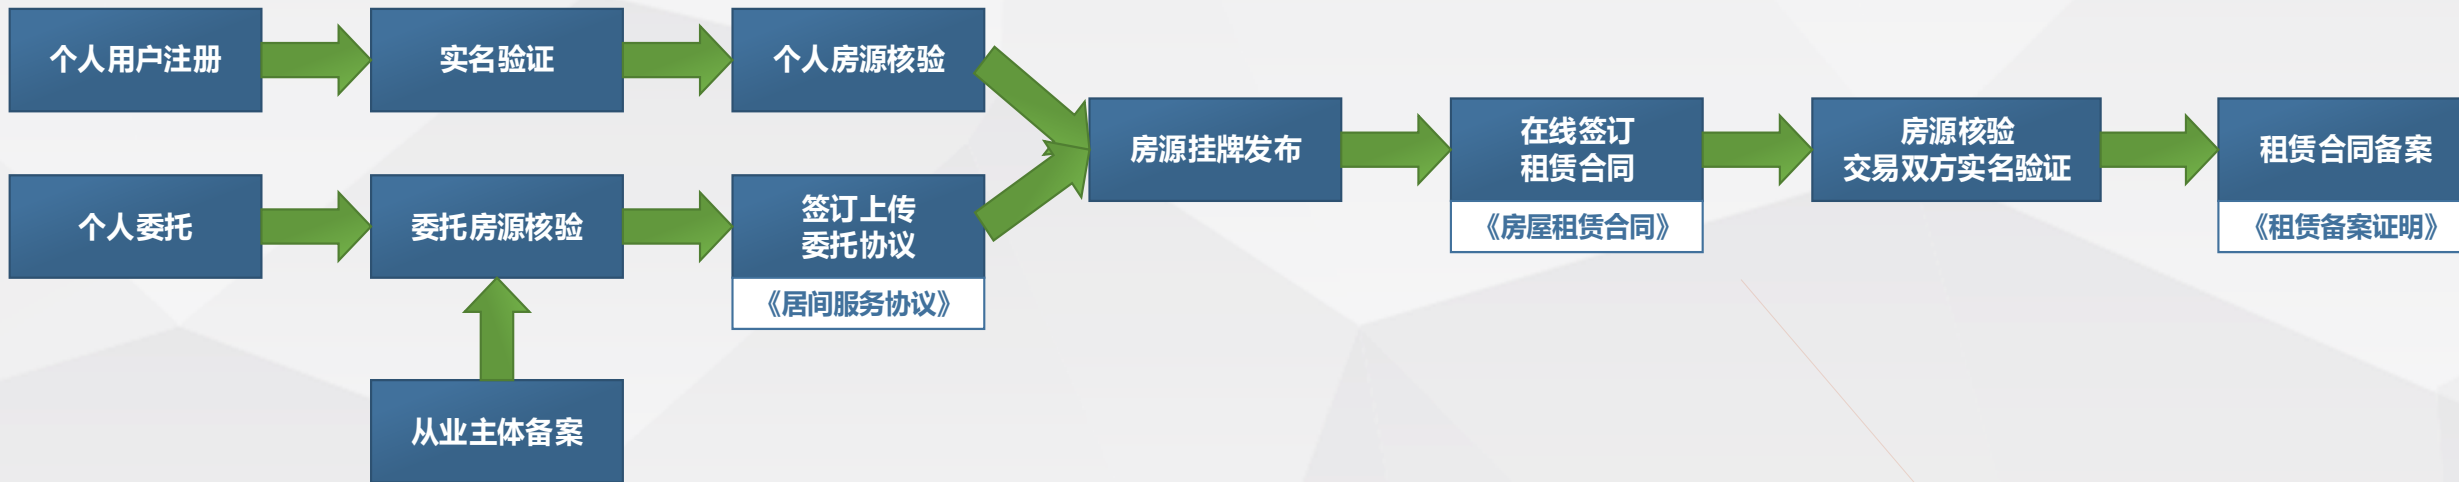 个人用户注册
实名验证
个人房源核验
房源挂牌发布
在线签订
租赁合同
《房屋租赁合同》
房源核验
交易双方实名验证
租赁合同备案
《租赁备案证明》
个人委托
委托房源核验
签订上传
委托协议
《居间服务协议》
从业主体备案